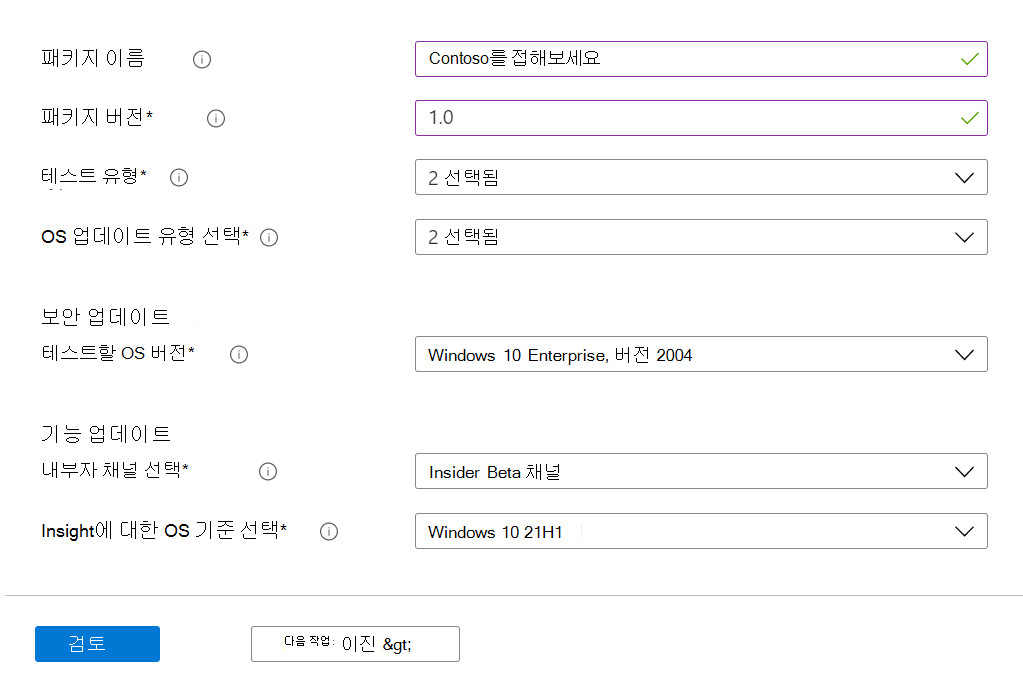 패키지 이름
Contoso를 접해보세요
패키지 버전*
1.0
테스트 유형*
2 선택됨
OS 업데이트 유형 선택*
2 선택됨
보안 업데이트
테스트할 OS 버전*
Windows 10 Enterprise, 버전 2004
기능 업데이트
내부자 채널 선택*
Insider Beta 채널
Insight에 대한 OS 기준 선택*
Windows 10 21H1
검토
다음 작업: 이진 &gt;